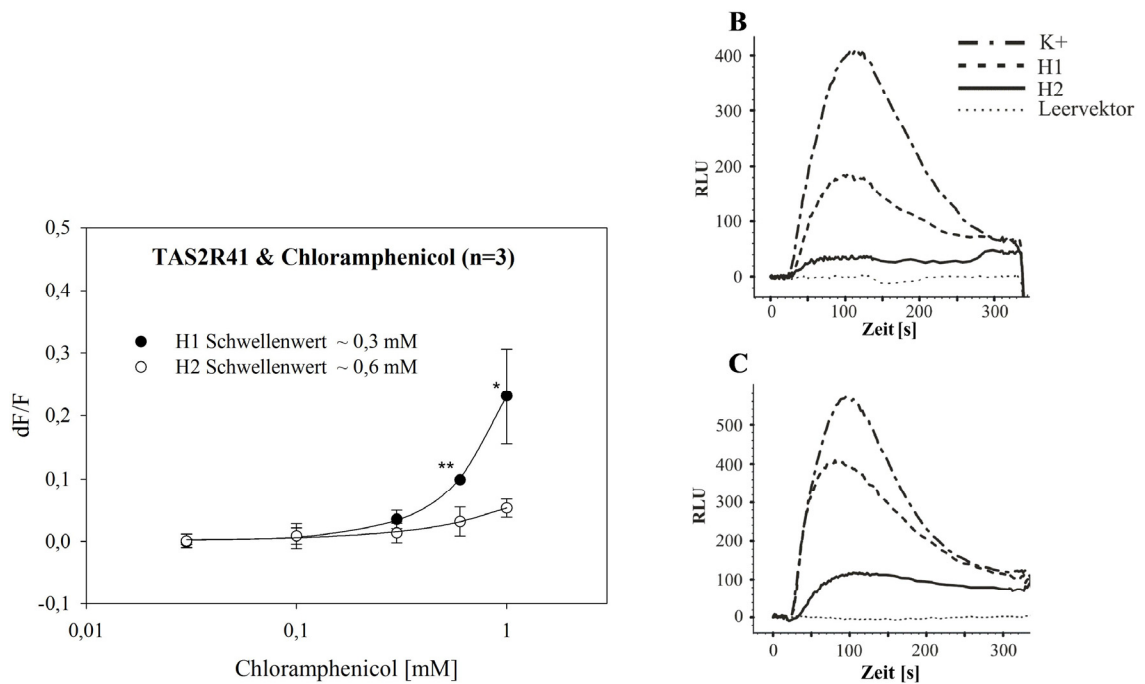 TAS2R41 & Chloramphenicol (n=3)
H1 Schwellenwert ~ 0,3 mM
H2 Schwellenwert ~ 0,6 mM
0,5
0,4
0,3
0,2
0,1
0,0
-0,1
dF/F
*
**
0,01
0,1
1
Chloramphenicol [mM]
B
K+
H1
H2
Leervektor
400
300
200
100
0
RLU
0
100
200
300
Zeit [s]
C
500
400
300
200
100
0
RLU
0
100
200
300
Zeit [s]